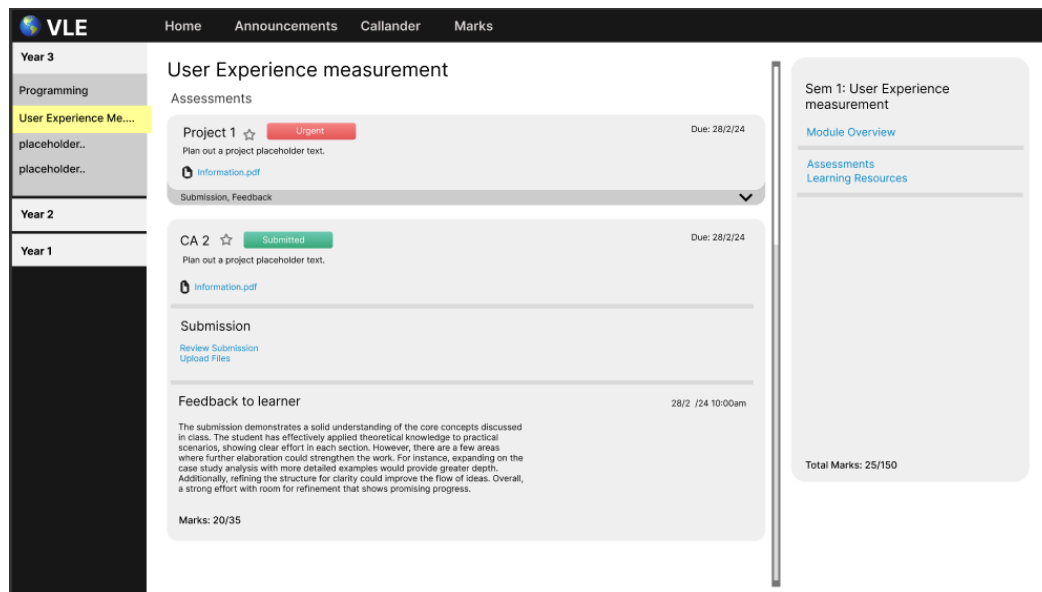 VLE
Home Announcements Callander Marks
Year 3
Programming
User Experience Me....
placeholder..
placeholder..
Year 2
Year 1
User Experience measurement
Assessments
Project 1 Urgent Due: 28/2/24
Plan out a project placeholder text.
Information.pdf
Submission, Feedback
CA 2 Submitted Due: 28/2/24
Plan out a project placeholder text.
Information.pdf
Submission
Review Submission
Upload Files
Feedback to learner 28/2 /24 10:00am
The submission demonstrates a solid understanding of the core concepts discussed
in class. The student has effectively applied theoretical knowledge to practical
scenarios, showing clear effort in each section. However, there are a few areas
where further elaboration could strengthen the work. For instance, expanding on the
case study analysis with more detailed examples would provide greater depth.
Additionally, refining the structure for clarity could improve the flow of ideas. Overall,
a strong effort with room for refinement that shows promising progress.
Marks: 20/35
Sem 1: User Experience
measurement
Module Overview
Assessments
Learning Resources
Total Marks: 25/150